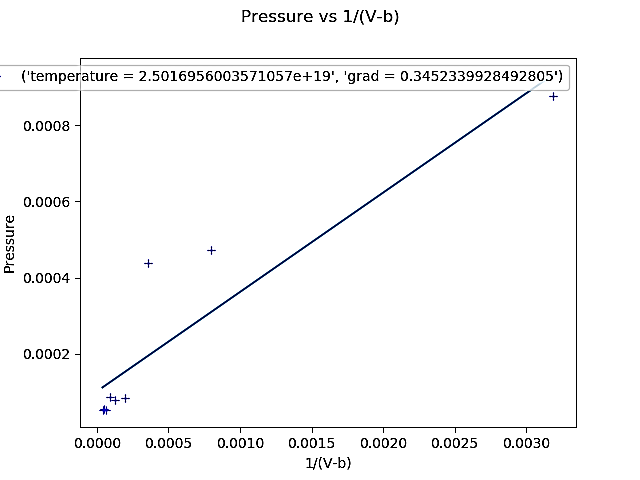 Pressure vs 1/(V-b)
('temperature = 2.5016956003571057e+19', 'grad = 0.3452339928492805')
0.0008
0.0006
0.0004
0.0002
Pressure
0.0000 0.0005 0.0010 0.0015 0.0020 0.0025 0.0030
1/(V-b)